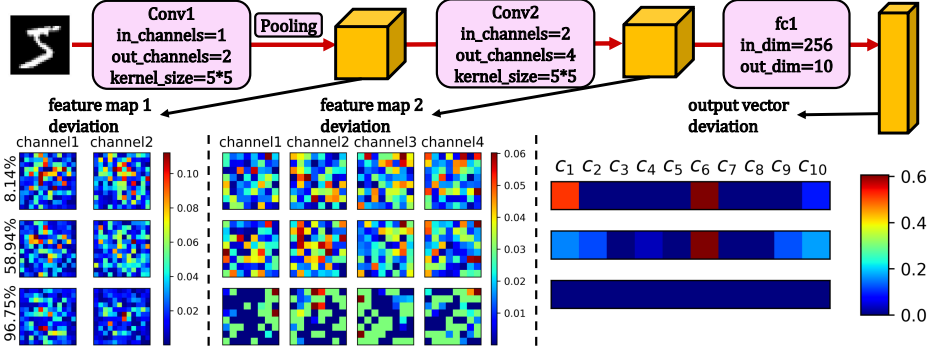 Conv1
in_channels=1
out_channels=2
kernel_size=5*5
Pooling
Conv2
in_channels=2
out_channels=4
kernel_size=5*5
fc1
in_dim=256
out_dim=10
feature map 1
deviation
feature map 2
deviation
output vector
deviation
channel1 channel2
channel1 channel2 channel3 channel4
8.14%
58.94%
96.75%
0.10
0.08
0.06
0.04
0.02
0.06
0.05
0.04
0.03
0.02
0.01
C1 C2 C3 C4 C5 C6 C7 C8 C9 C10
0.6
0.4
0.2
0.0